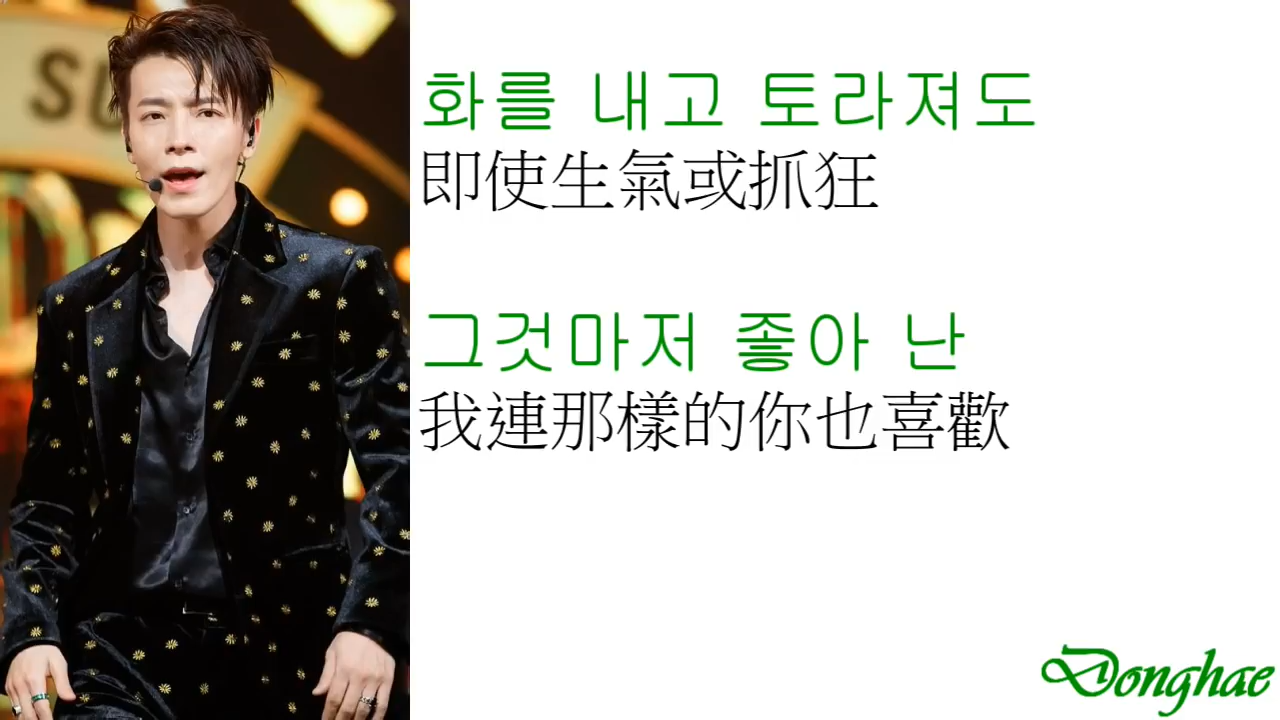 화를 내고 토라져도
即使生氣或抓狂
그것마저 좋아 난
我連那樣的你也喜歡
Donghae